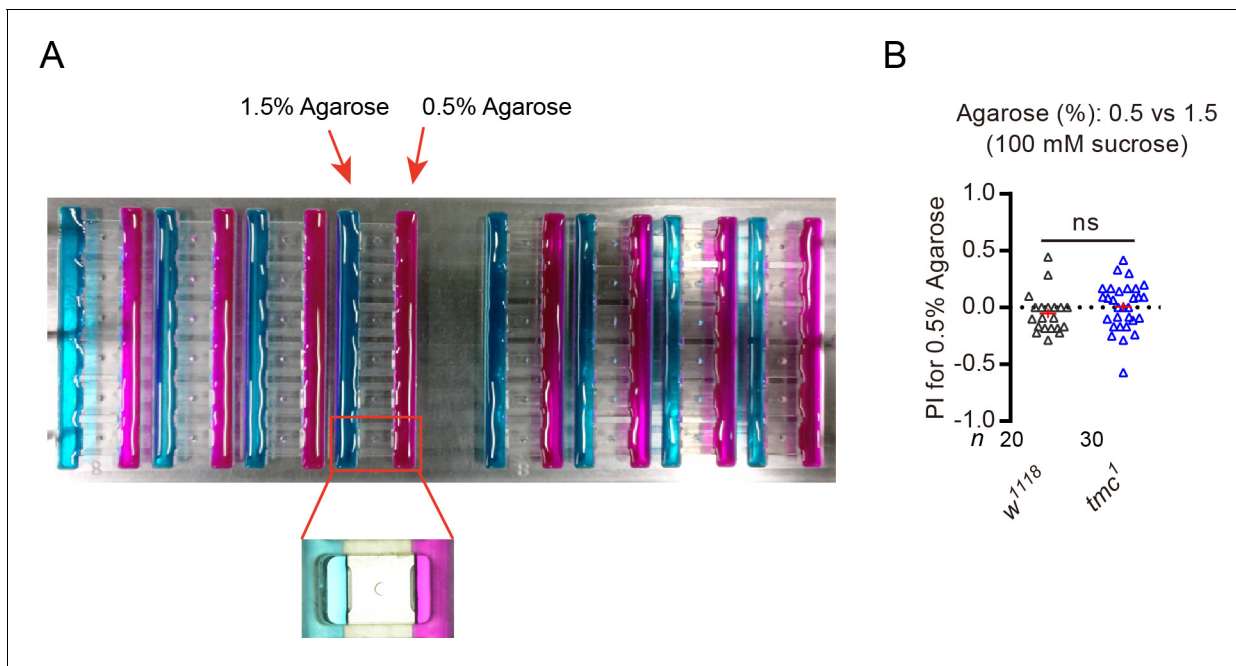 A
1.5% Agarose
0.5% Agarose
8
8
B
Agarose (%): 0.5 vs 1.5
(100 mM sucrose)
PI for 0.5% Agarose
1.0
0.5
0.0
-0.5
-1.0
ns
n 20 30
w1118
tmc1